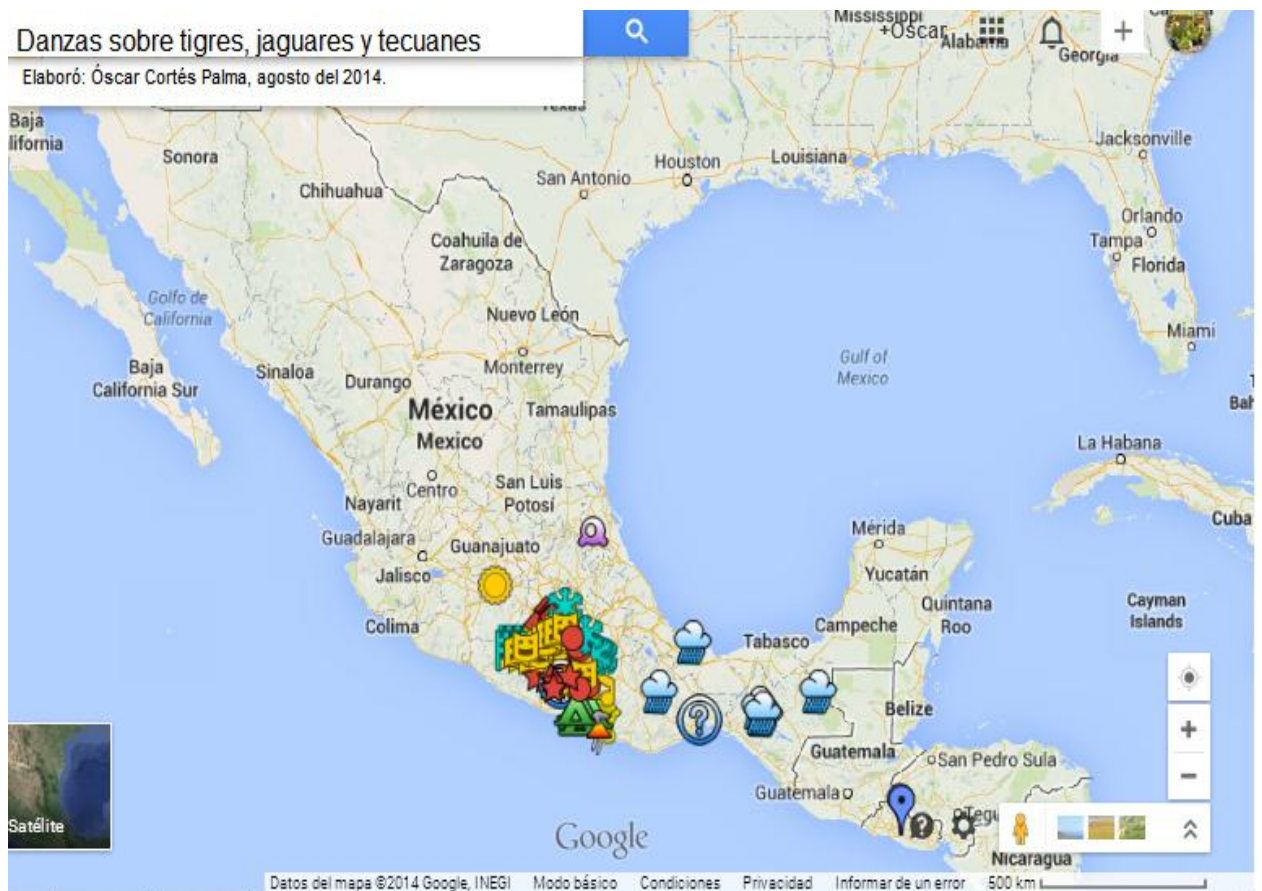 Danzas sobre tigres, jaguares y tecuanes
Elaboró: Óscar Cortés Palma, agosto del 2014.
Mississippi
+Óscar
Alabama
Georgia
Texas
Baja
lifornia
Sonora
Chihuahua
San Antonio
Houston
Louisiana
Jacksonville
Coahuila de
Zaragoza
Orlando
Tampa
Florida
Golfo de
California
Nuevo León
Miami
Baja
California Sur
Sinaloa
Durango
Monterrey
Gulf of
Mexico
México
Mexico
Tamaulipas
La Habana
Nayarit
Centro
San Luis
Potosí
Cuba
Guadalajara
Guanajuato
Mérida
Jalisco
Yucatán
Colima
Campeche
Quintana
Roo
Cayman
Islands
Tabasco
Belize
Guatemala
San Pedro Sula
Guatemala
Tegu
Nicaragua
Satélite
Google
Datos del mapa ©2014 Google, INEGI Modo básico Condiciones Privacidad Informar de un error 500 km